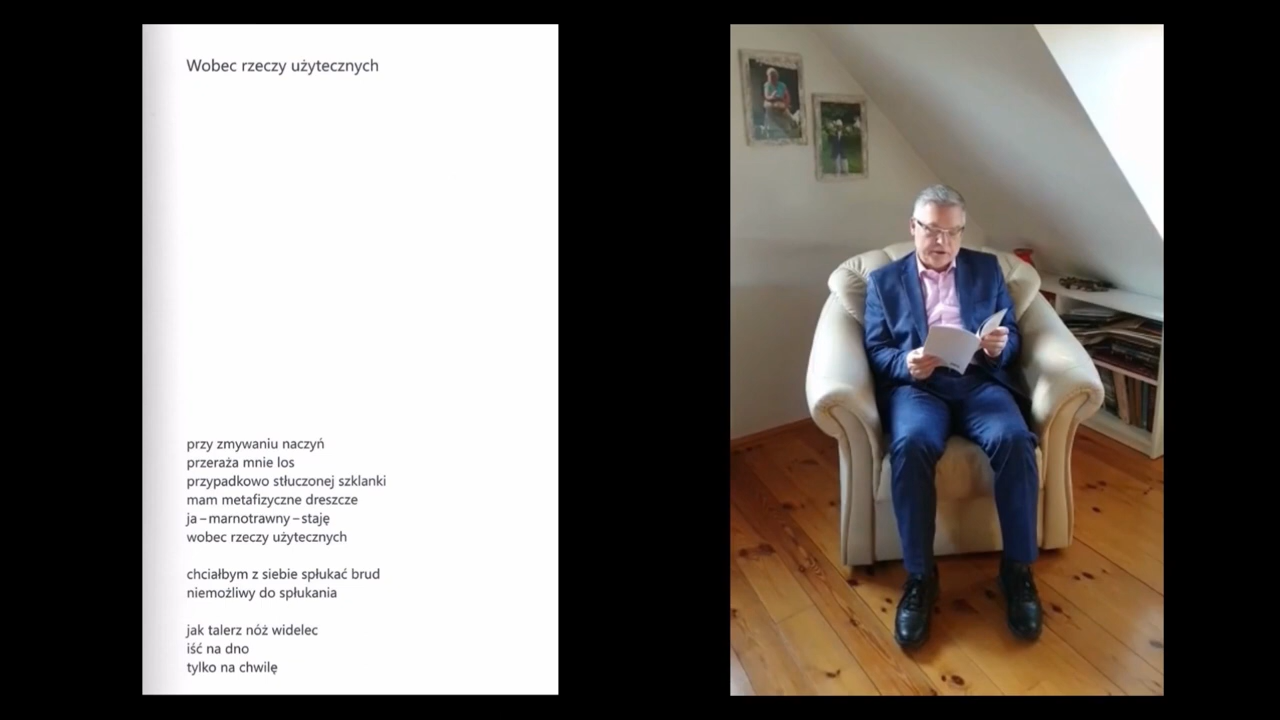 Wobec rzeczy użytecznych
przy zmywaniu naczyń
przeraża mnie los
przypadkowo stłuczonej szklanki
mam metafizyczne dreszcze
ja – marnotrawny – staję
wobec rzeczy użytecznych
chciałbym z siebie spłukać brud
niemożliwy do spłukania
jak talerz nóż widelec
iść na dno
tylko na chwilę